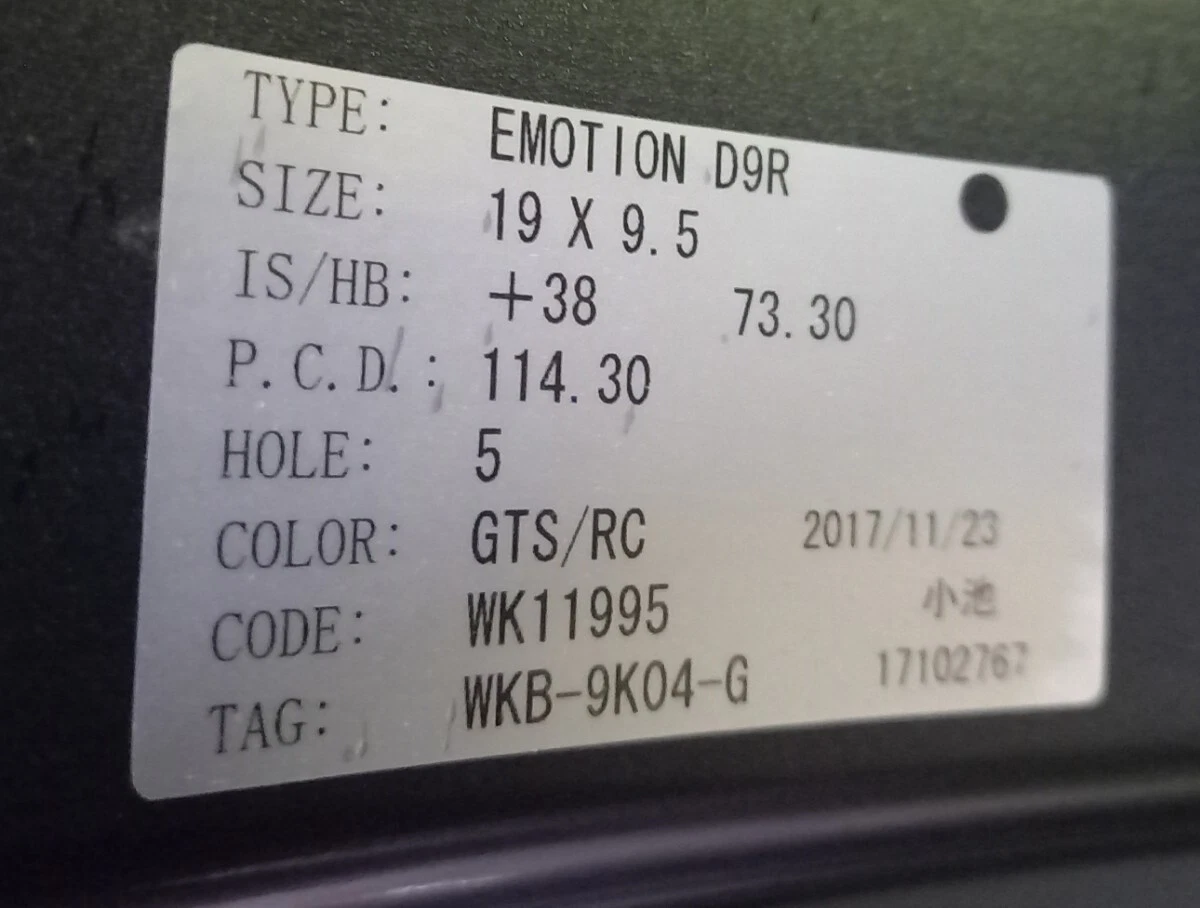 TYPE: EMOTION D9R
SIZE: 19 X 9.5
IS/HB: +38 73.30
P.C.D.: 114.30
HOLE: 5
COLOR: GTS/RC 2017/11/23
CODE: WK11995 小池
TAG: WKB-9K04-G 17102767